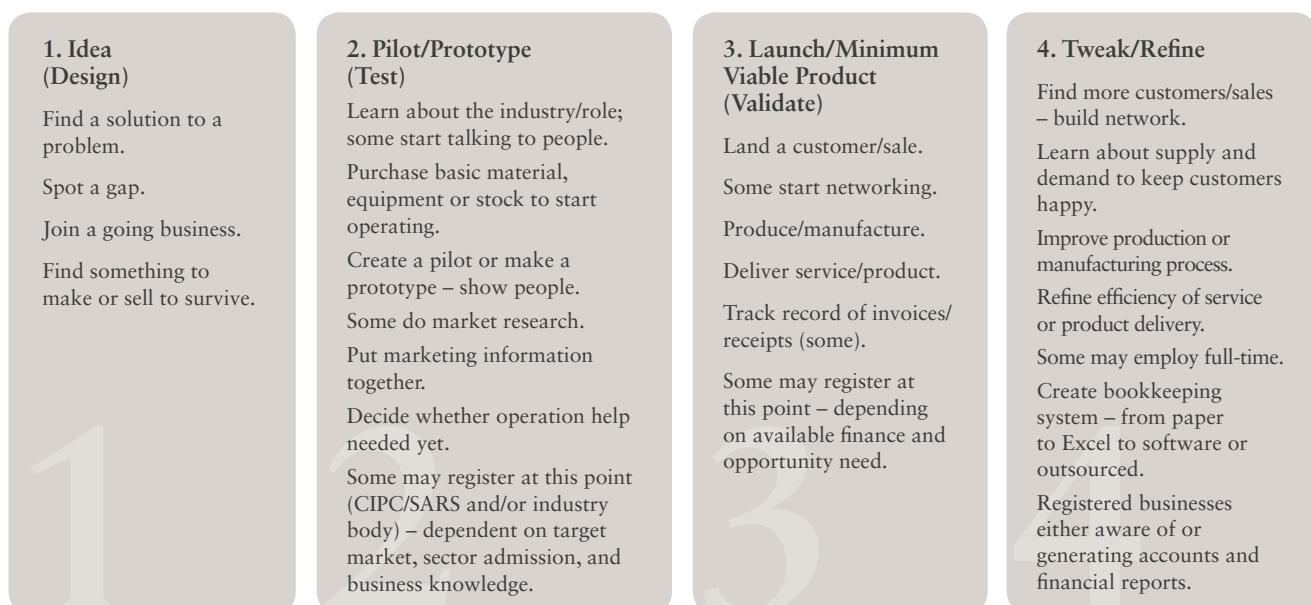 1. Idea
(Design)
Find a solution to a
problem.
Spot a gap.
Join a going business.
Find something to
make or sell to survive.
1
2. Pilot/Prototype
(Test)
Learn about the industry/role;
some start talking to people.
Purchase basic material,
equipment or stock to start
operating.
Create a pilot or make a
prototype – show people.
Some do market research.
Put marketing information
together.
Decide whether operation help
needed yet.
Some may register at this point
(CIPC/SARS and/or industry
body) – dependent on target
market, sector admission, and
business knowledge.
2
3. Launch/Minimum
Viable Product
(Validate)
Land a customer/sale.
Some start networking.
Produce/manufacture.
Deliver service/product.
Track record of invoices/
receipts (some).
Some may register at
this point – depending
on available finance and
opportunity need.
3
4. Tweak/Refine
Find more customers/sales
– build network.
Learn about supply and
demand to keep customers
happy.
Improve production or
manufacturing process.
Refine efficiency of service
or product delivery.
Some may employ full-time.
Create bookkeeping
system – from paper
to Excel to software or
outsourced.
Registered businesses
either aware of or
generating accounts and
financial reports.
4